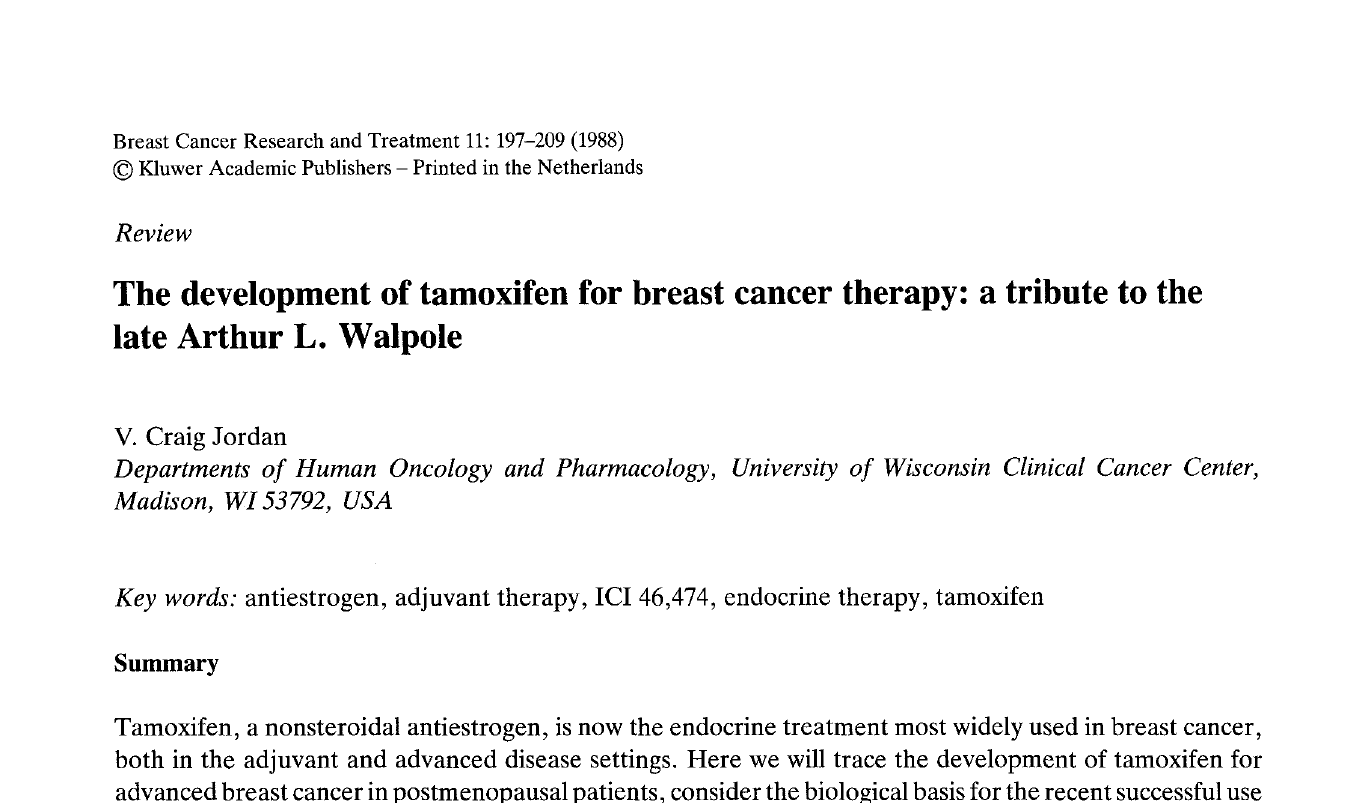 Breast Cancer Research and Treatment 11: 197–209 (1988)
© Kluwer Academic Publishers – Printed in the Netherlands
Review
The development of tamoxifen for breast cancer therapy: a tribute to the
late Arthur L. Walpole
V. Craig Jordan
Departments of Human Oncology and Pharmacology, University of Wisconsin Clinical Cancer Center,
Madison, WI 53792, USA
Key words: antiestrogen, adjuvant therapy, ICI 46,474, endocrine therapy, tamoxifen
Summary
Tamoxifen, a nonsteroidal antiestrogen, is now the endocrine treatment most widely used in breast cancer,
both in the adjuvant and advanced disease settings. Here we will trace the development of tamoxifen for
advanced breast cancer in postmenopausal patients, consider the biological basis for the recent successful use